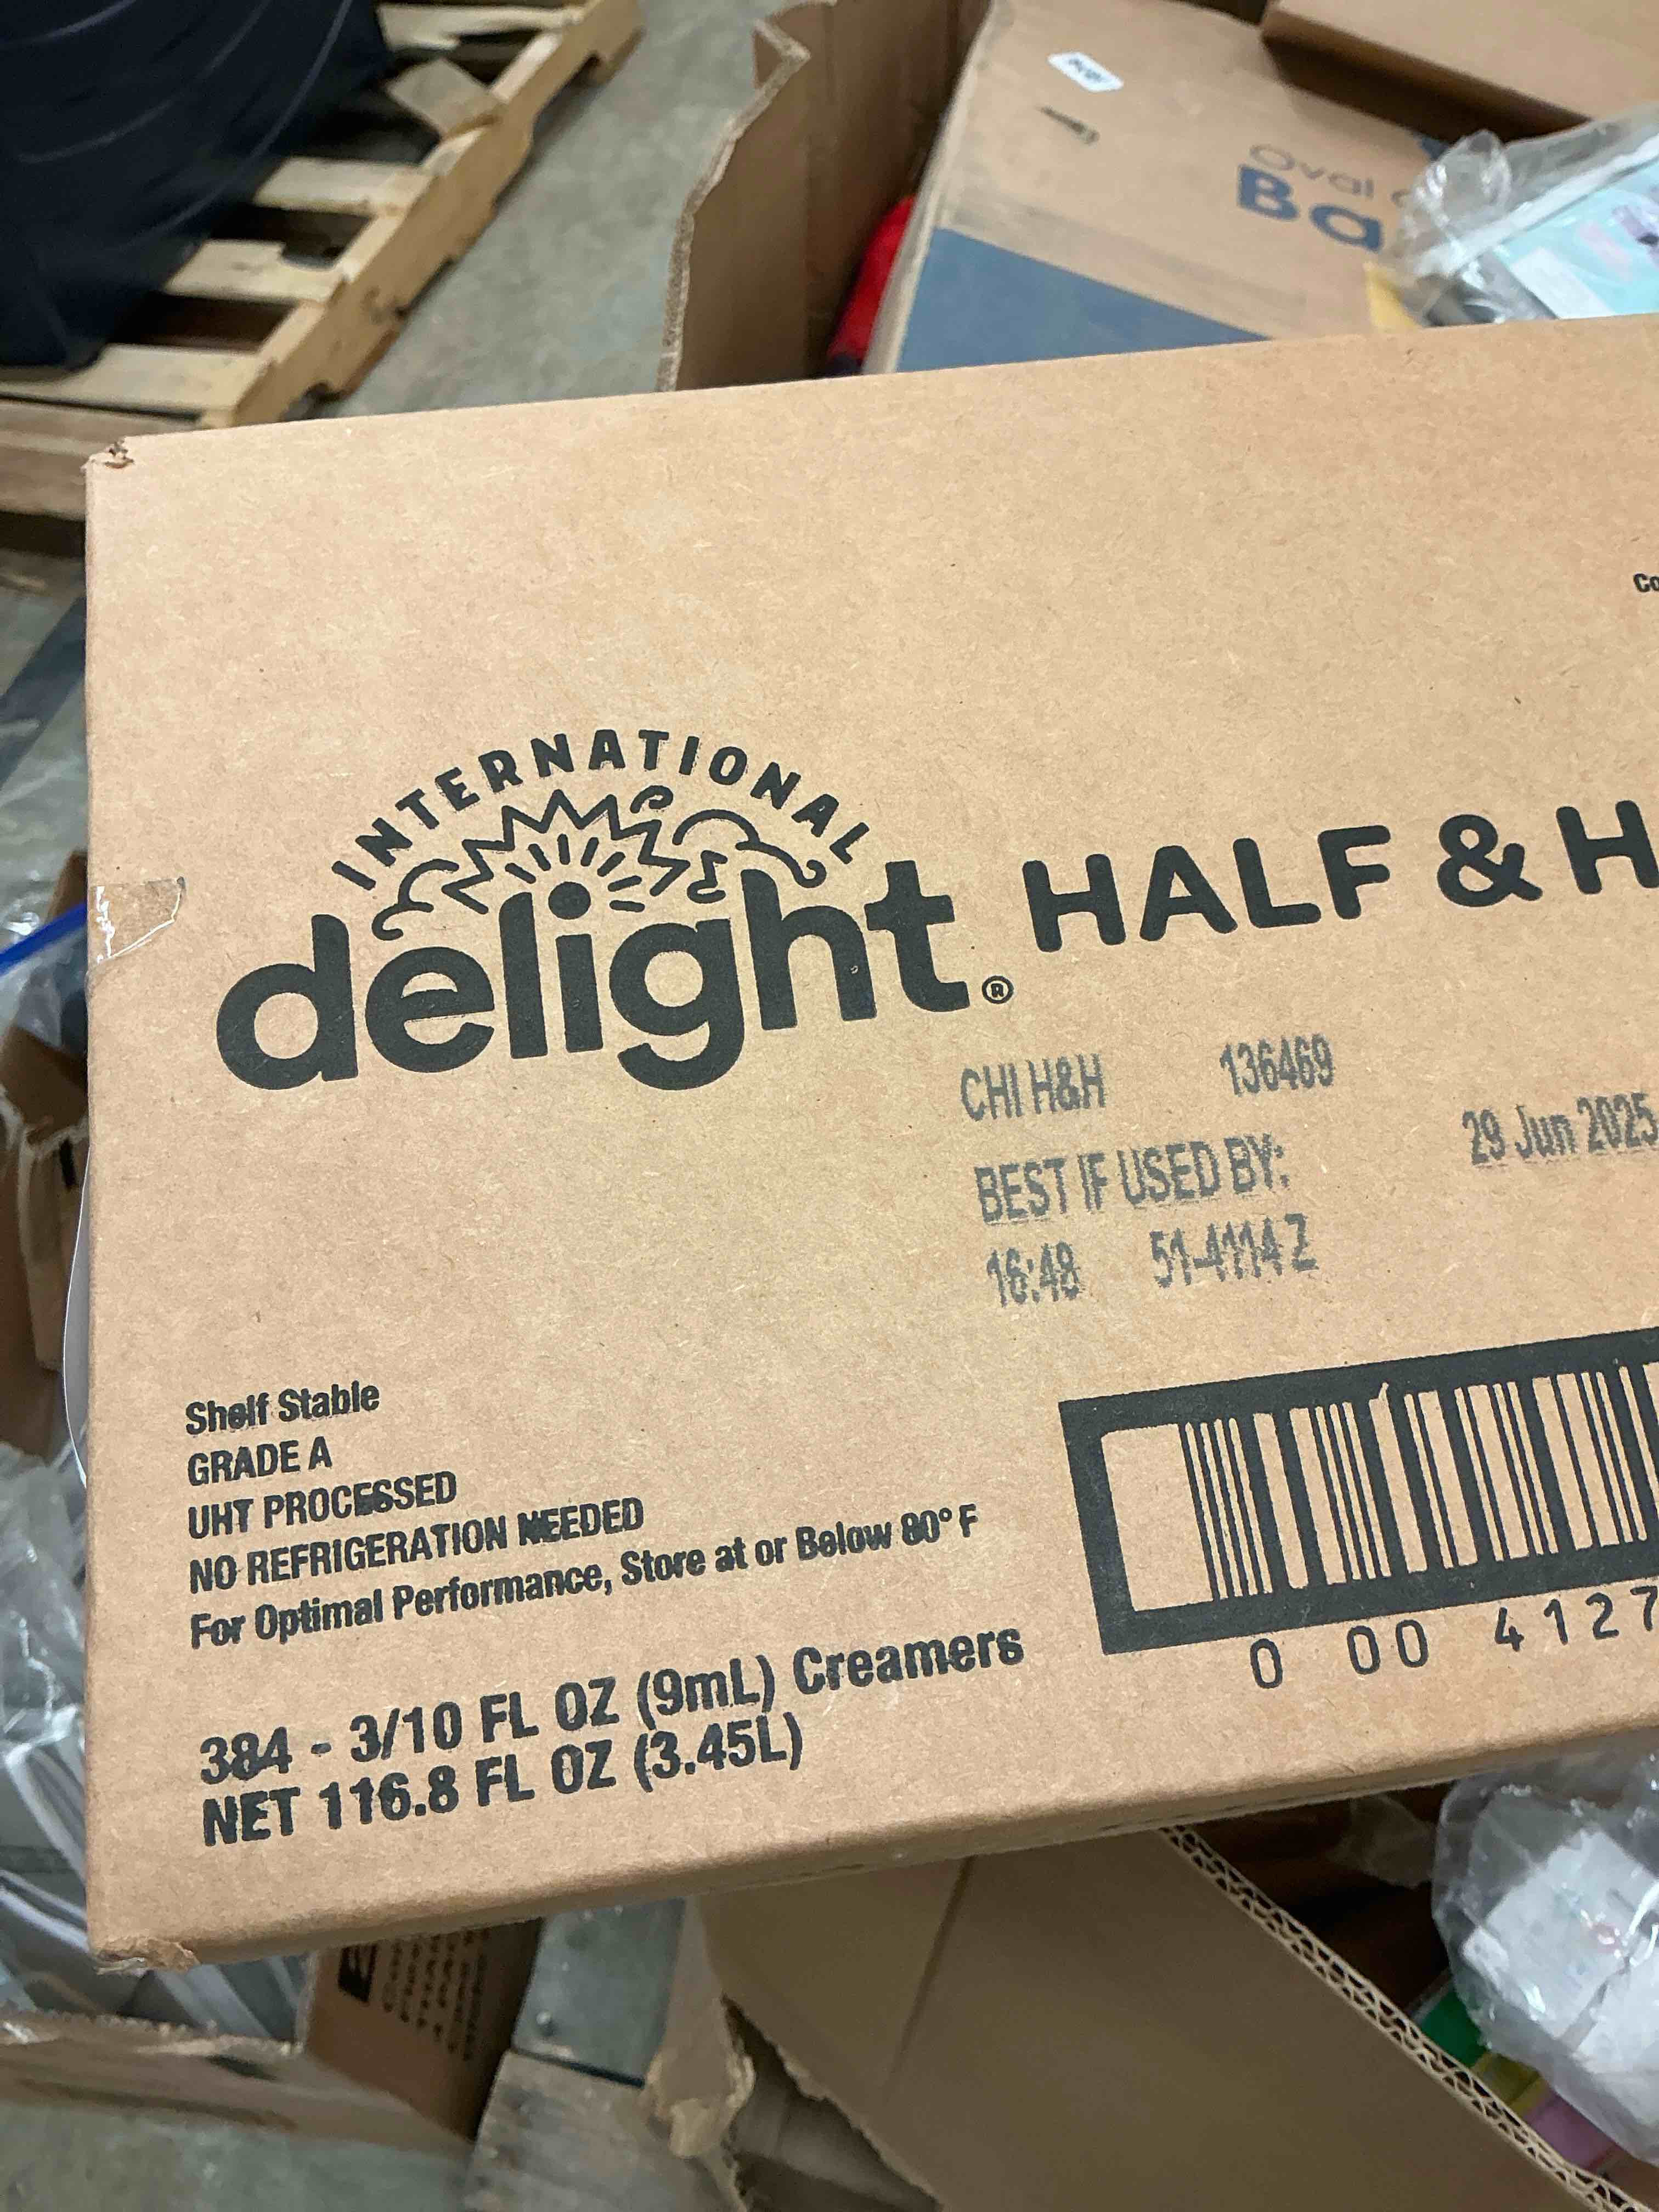 Oval
Ba
INTERNATIONAL
delight® HALF & H
CHI H&H 136469
BEST IF USED BY: 29 Jun 2025
16:48 51-4114 Z
Shelf Stable
GRADE A
UHT PROCESSED
NO REFRIGERATION NEEDED
For Optimal Performance, Store at or Below 80° F
384 - 3/10 FL OZ (9mL) Creamers
NET 116.8 FL OZ (3.45L)
0 00 4127